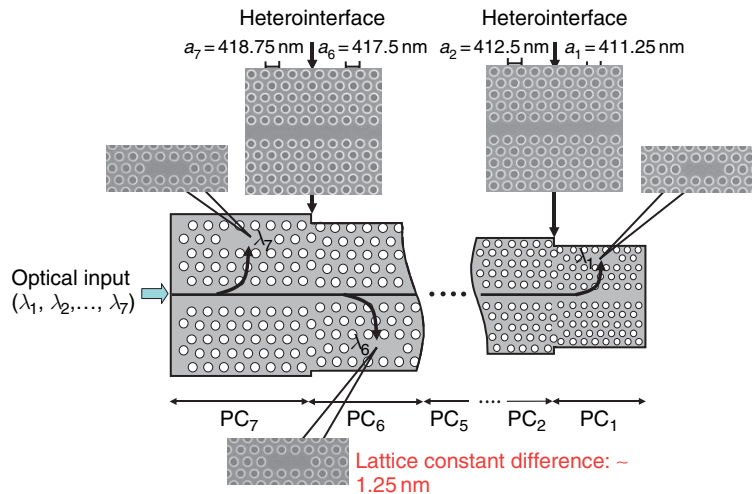 Heterointerface Heterointerface
a7 = 418.75 nm a6 = 417.5 nm a2 = 412.5 nm a1 = 411.25 nm
λ7
λ1
Optical input
(λ1, λ2,..., λ7)
λ6
PC7 PC6 PC5 .... PC2 PC1
Lattice constant difference: ~
1.25 nm